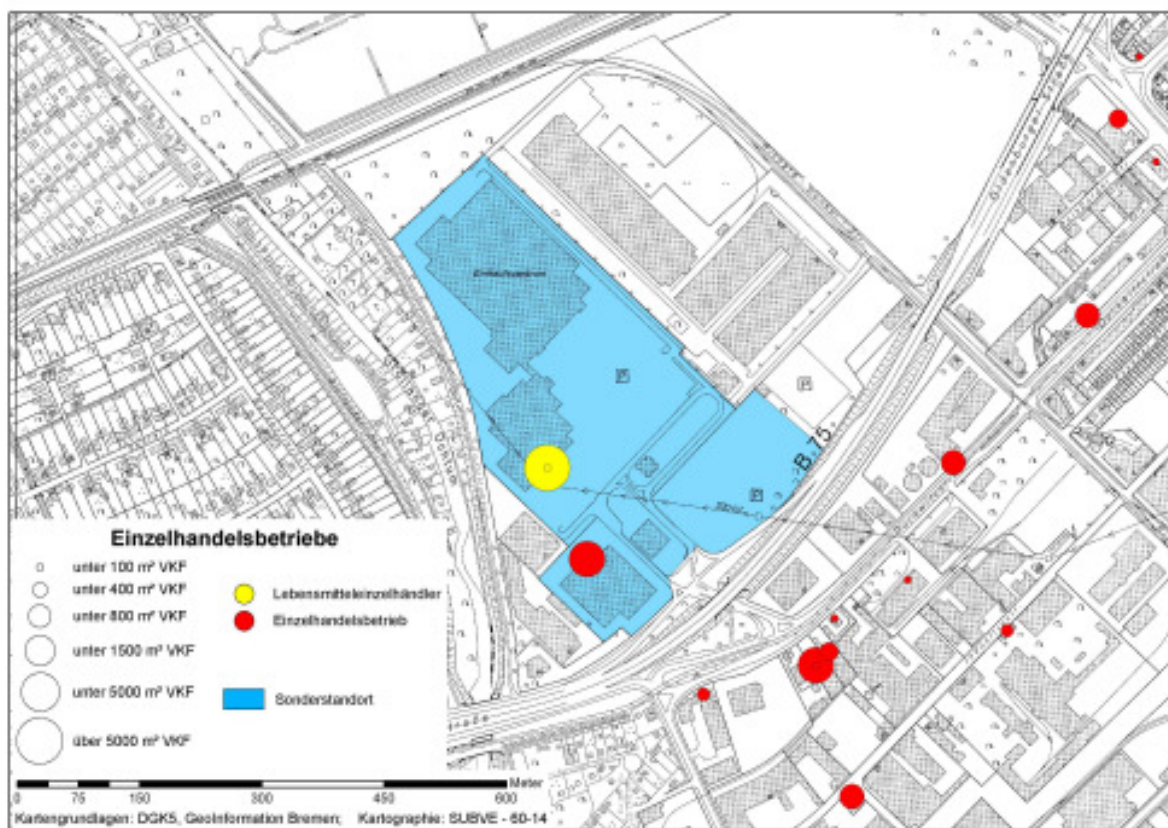 P
P
B 75
P
Einzelhandelsbetriebe
unter 100 m² VKF
unter 400 m² VKF
unter 800 m² VKF
unter 1500 m² VKF
unter 5000 m² VKF
über 5000 m² VKF
Lebensmitteleinzelhändler
Einzelhandelsbetrieb
Sonderstandort
Meter
0 75 150 300 450 600
Kartengrundlagen: DGK5, GeoInformation Bremen; Kartographie: SUBVE - 60-14